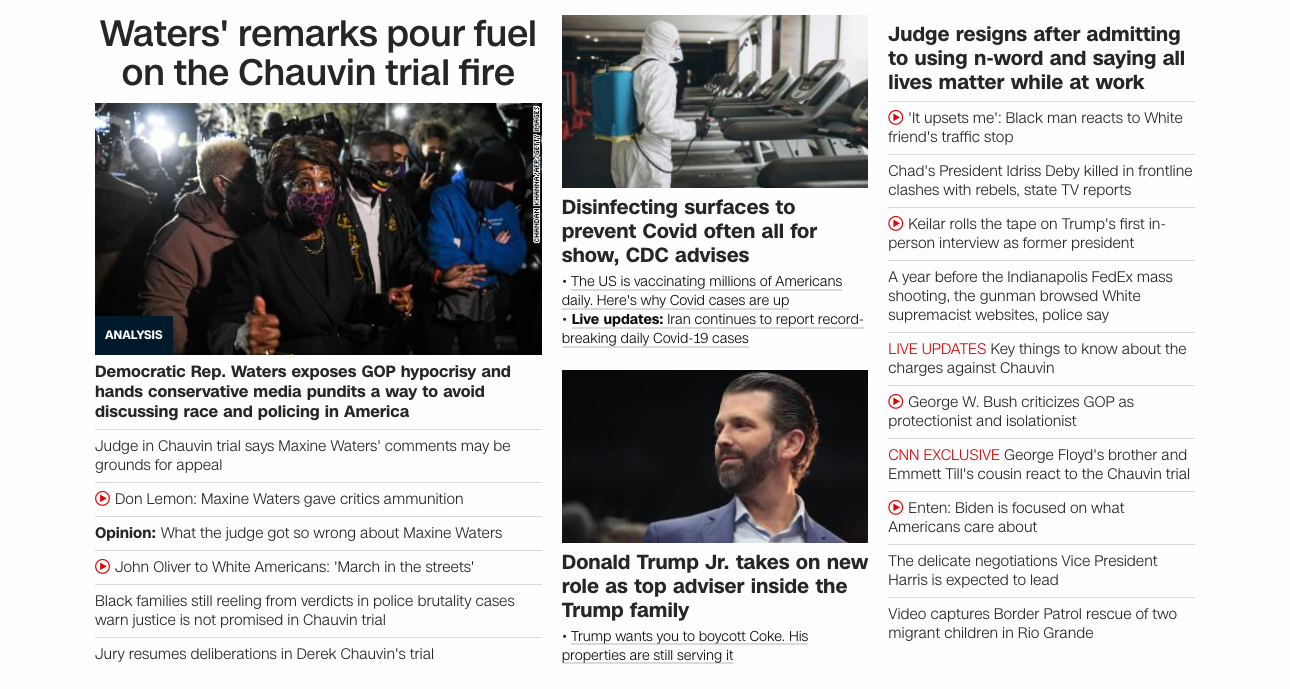 Waters' remarks pour fuel
on the Chauvin trial fire
CHANDAN KHANNA/AFP/GETTY IMAGES
ANALYSIS
Democratic Rep. Waters exposes GOP hypocrisy and
hands conservative media pundits a way to avoid
discussing race and policing in America
Judge in Chauvin trial says Maxine Waters' comments may be
grounds for appeal
Don Lemon: Maxine Waters gave critics ammunition
Opinion: What the judge got so wrong about Maxine Waters
John Oliver to White Americans: 'March in the streets'
Black families still reeling from verdicts in police brutality cases
warn justice is not promised in Chauvin trial
Jury resumes deliberations in Derek Chauvin's trial
Disinfecting surfaces to
prevent Covid often all for
show, CDC advises
• The US is vaccinating millions of Americans
daily. Here's why Covid cases are up
• Live updates: Iran continues to report record-
breaking daily Covid-19 cases
Donald Trump Jr. takes on new
role as top adviser inside the
Trump family
• Trump wants you to boycott Coke. His
properties are still serving it
Judge resigns after admitting
to using n-word and saying all
lives matter while at work
'It upsets me': Black man reacts to White
friend's traffic stop
Chad's President Idriss Deby killed in frontline
clashes with rebels, state TV reports
Keilar rolls the tape on Trump's first in-
person interview as former president
A year before the Indianapolis FedEx mass
shooting, the gunman browsed White
supremacist websites, police say
LIVE UPDATES Key things to know about the
charges against Chauvin
George W. Bush criticizes GOP as
protectionist and isolationist
CNN EXCLUSIVE George Floyd's brother and
Emmett Till's cousin react to the Chauvin trial
Enten: Biden is focused on what
Americans care about
The delicate negotiations Vice President
Harris is expected to lead
Video captures Border Patrol rescue of two
migrant children in Rio Grande